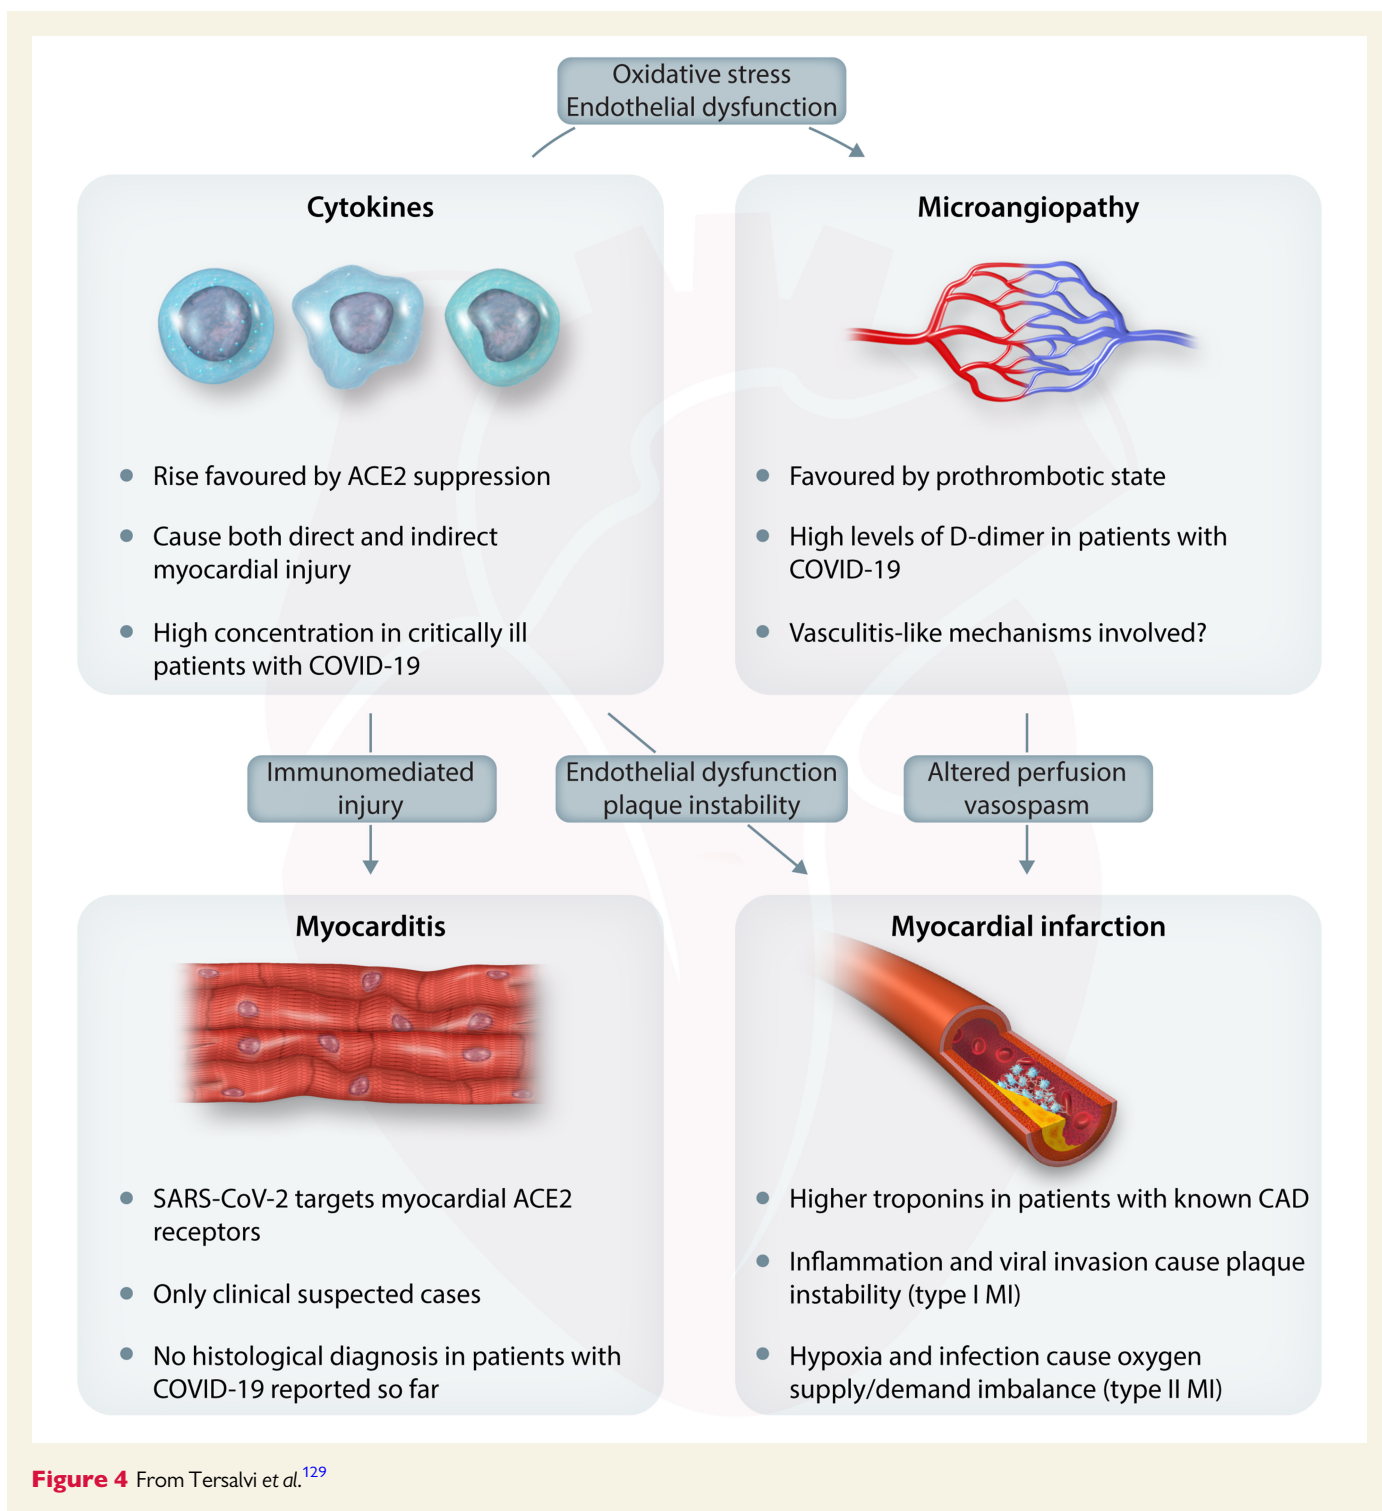 Oxidative stress
Endothelial dysfunction
Cytokines
Rise favoured by ACE2 suppression
Cause both direct and indirect
myocardial injury
High concentration in critically ill
patients with COVID-19
Microangiopathy
Favoured by prothrombotic state
High levels of D-dimer in patients with
COVID-19
Vasculitis-like mechanisms involved?
Immunomediated
injury
Endothelial dysfunction
plaque instability
Altered perfusion
vasospasm
Myocarditis
SARS-CoV-2 targets myocardial ACE2
receptors
Only clinical suspected cases
No histological diagnosis in patients with
COVID-19 reported so far
Myocardial infarction
Higher troponins in patients with known CAD
Inflammation and viral invasion cause plaque
instability (type I MI)
Hypoxia and infection cause oxygen
supply/demand imbalance (type II MI)
Figure 4 From Tersalvi et al.129